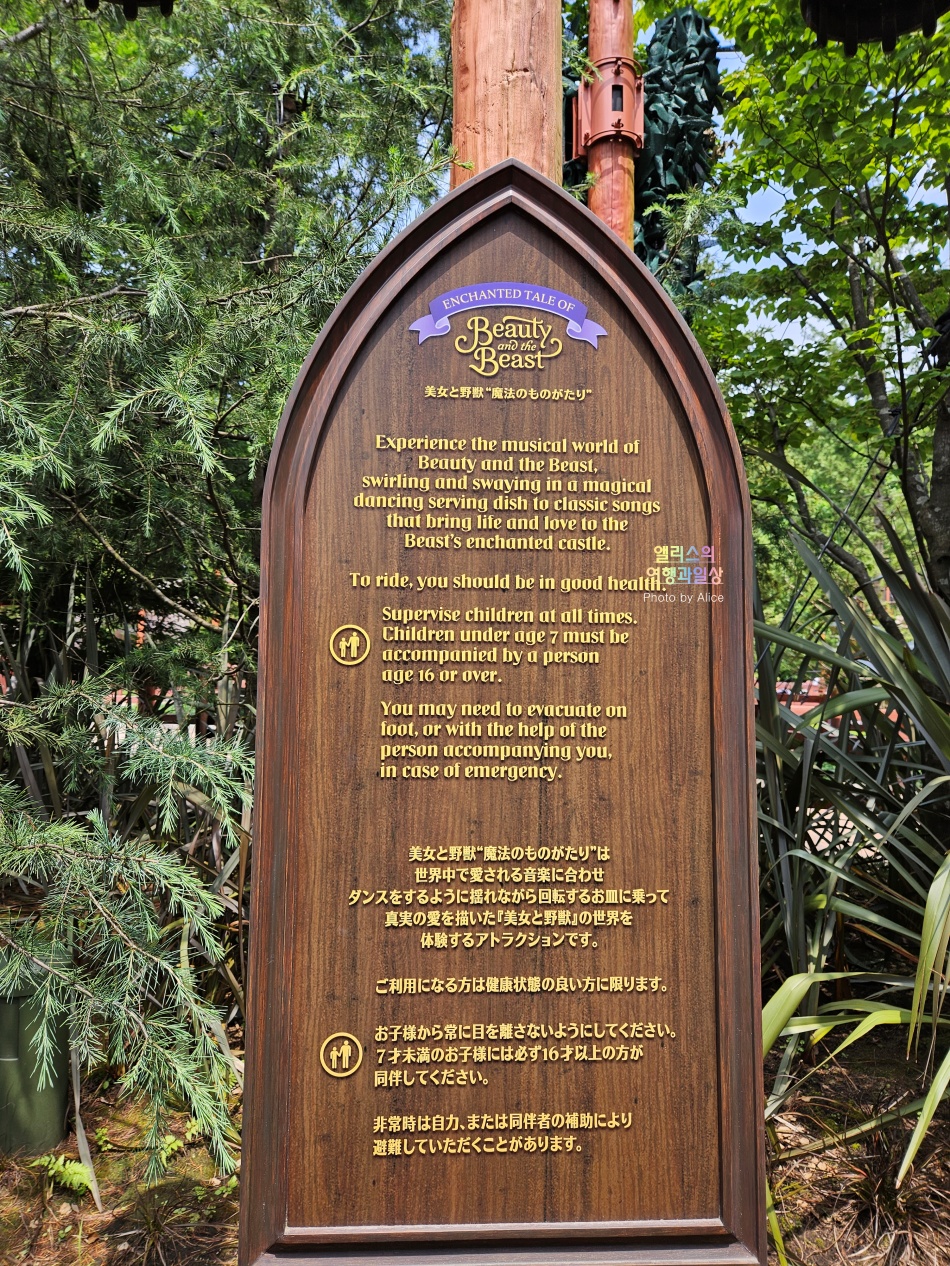 ENCHANTED TALE OF
Beauty
and the
Beast
美女と野獣“魔法のものがたり”
Experience the musical world of
Beauty and the Beast,
swirling and swaying in a magical
dancing serving dish to classic songs
that bring life and love to the
Beast's enchanted castle.
To ride, you should be in good health.
앨리스의
여행과일상
Photo by Alice
Supervise children at all times.
Children under age 7 must be
accompanied by a person
age 16 or over.
You may need to evacuate on
foot, or with the help of the
person accompanying you,
in case of emergency.
美女と野獣“魔法のものがたり”は
世界中で愛される音楽に合わせ
ダンスをするように揺れながら回転するお皿に乗って
真実の愛を描いた『美女と野獣』の世界を
体験するアトラクションです。
ご利用になる方は健康状態の良い方に限ります。
お子様から常に目を離さないようにしてください。
7才未満のお子様には必ず16才以上の方が
同伴してください。
非常時は自力、または同伴者の補助により
避難していただくことがあります。